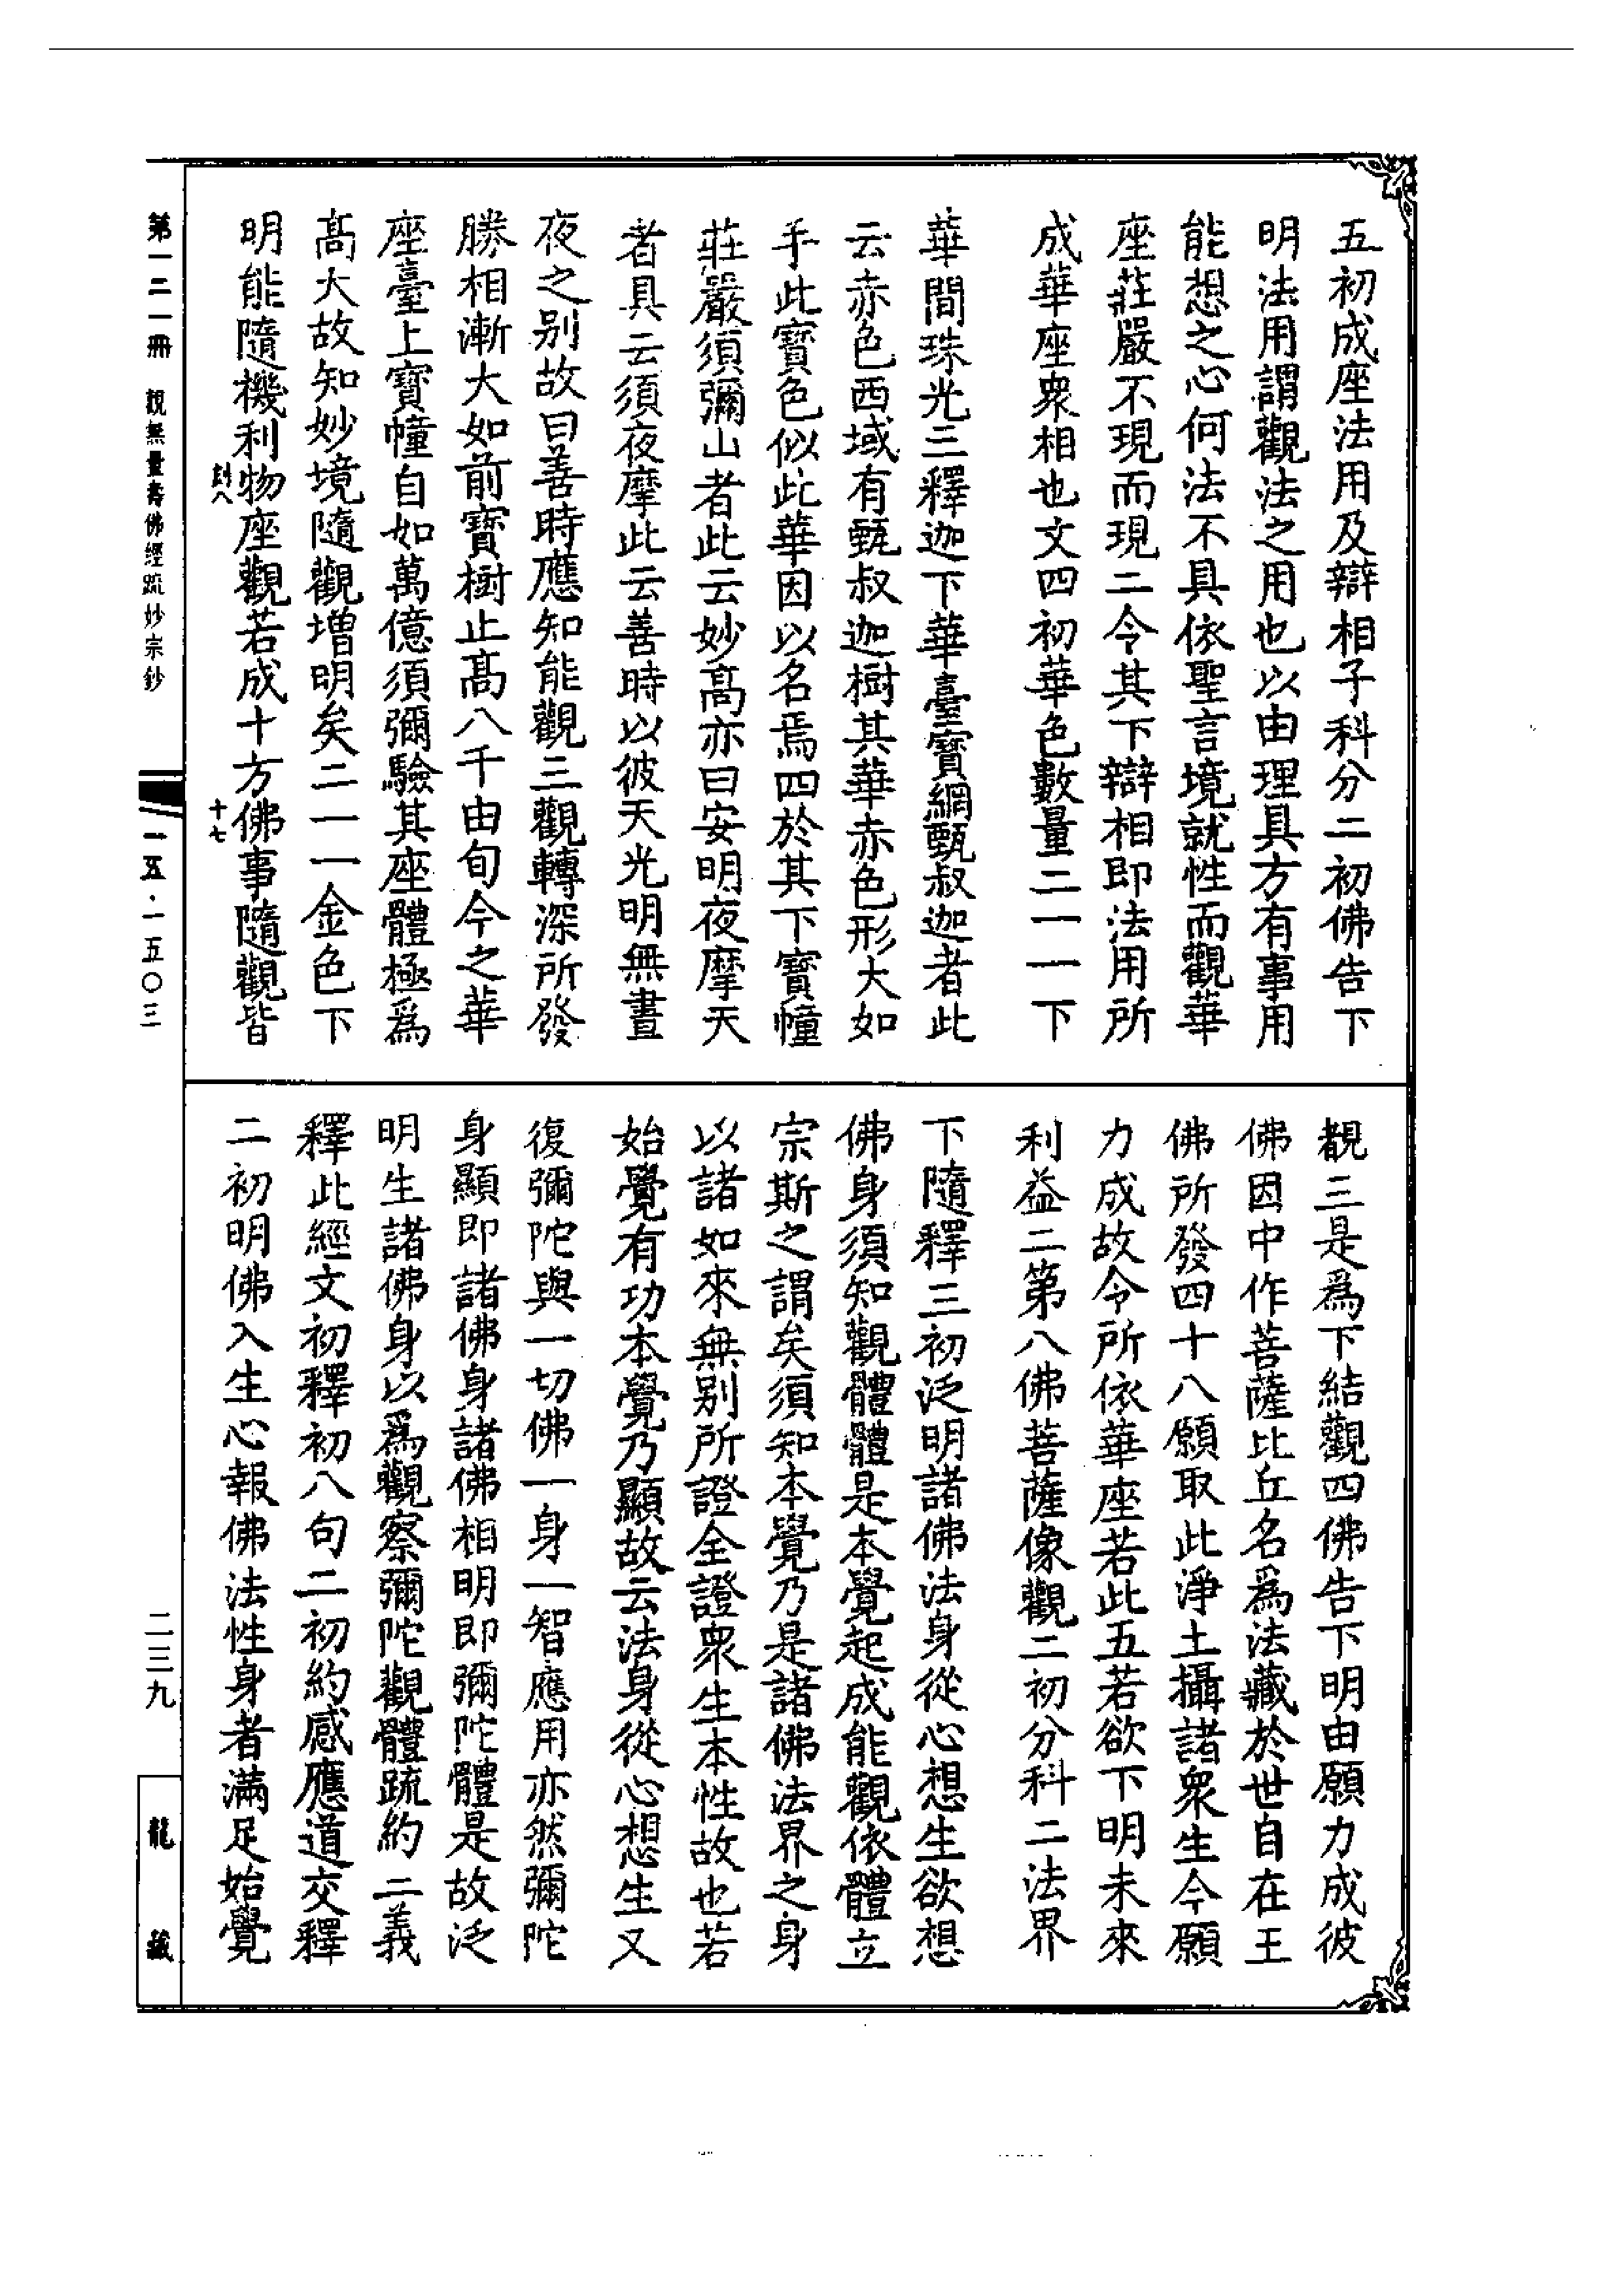 五初成座法用及辯相子科分二初佛告下
明法用謂觀法之用也以由理具方有事用
能想之心何法不具依聖言境就性而觀華
座莊嚴不現而現二令其下辯相即法用所
成華座衆相也文四初華色數量二一一下
華間珠光三釋迦下華臺寶網甄叔迦者此
云赤色西域有甄叔迦樹其華赤色形大如
手此寶色似此華因以名焉四於其下寶幢
莊嚴須彌山者此云妙髙亦曰安明夜摩天
者具云須夜摩此云善時以彼天光明無晝
夜之别故曰善時應知能觀三觀轉深所發
勝相漸大如前寶樹止髙八千由旬今之華
座臺上寶幢自如萬億須彌驗其座體極爲
髙大故知妙境隨觀增明矣二一一金色下
明能隨機利物座觀若成十方佛事隨觀皆
尌八
十七
覩三是爲下結觀四佛告下明由願力成彼
佛因中作菩薩比丘名爲法藏於世自在王
佛所發四十八願取此淨土攝諸衆生今願
力成故令所依華座若此五若欲下明未來
利益二第八佛菩薩像觀二初分科二法界
下隨釋三初泛明諸佛法身從心想生欲想
佛身須知觀體體是本覺起成能觀依體立
宗斯之謂矣須知本覺乃是諸佛法界之身
以諸如來無别所證全證衆生本性故也若
始覺有功本覺乃顯故云法身從心想生又
復彌陀與一切佛一身一智應用亦然彌陀
身顯即諸佛身諸佛相明即彌陀體是故泛
明生諸佛身以爲觀察彌陀觀體疏約二義
釋此經文初釋初八句二初約感應道交釋
二初明佛入生心報佛法性身者滿足始覺
第一二一冊 觀無量壽佛經疏妙宗鈔
一五·一五〇三
二三九
龍藏